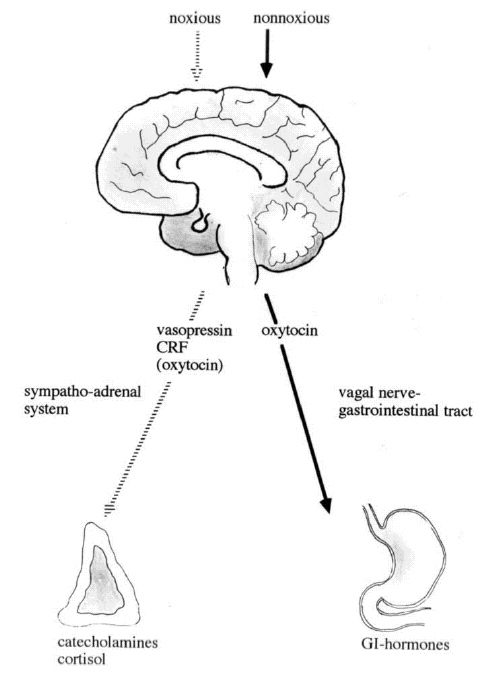 noxious
nonnoxious
vasopressin
CRF
(oxytocin)
oxytocin
sympatho-adrenal
system
vagal nerve-
gastrointestinal tract
catecholamines
cortisol
GI-hormones